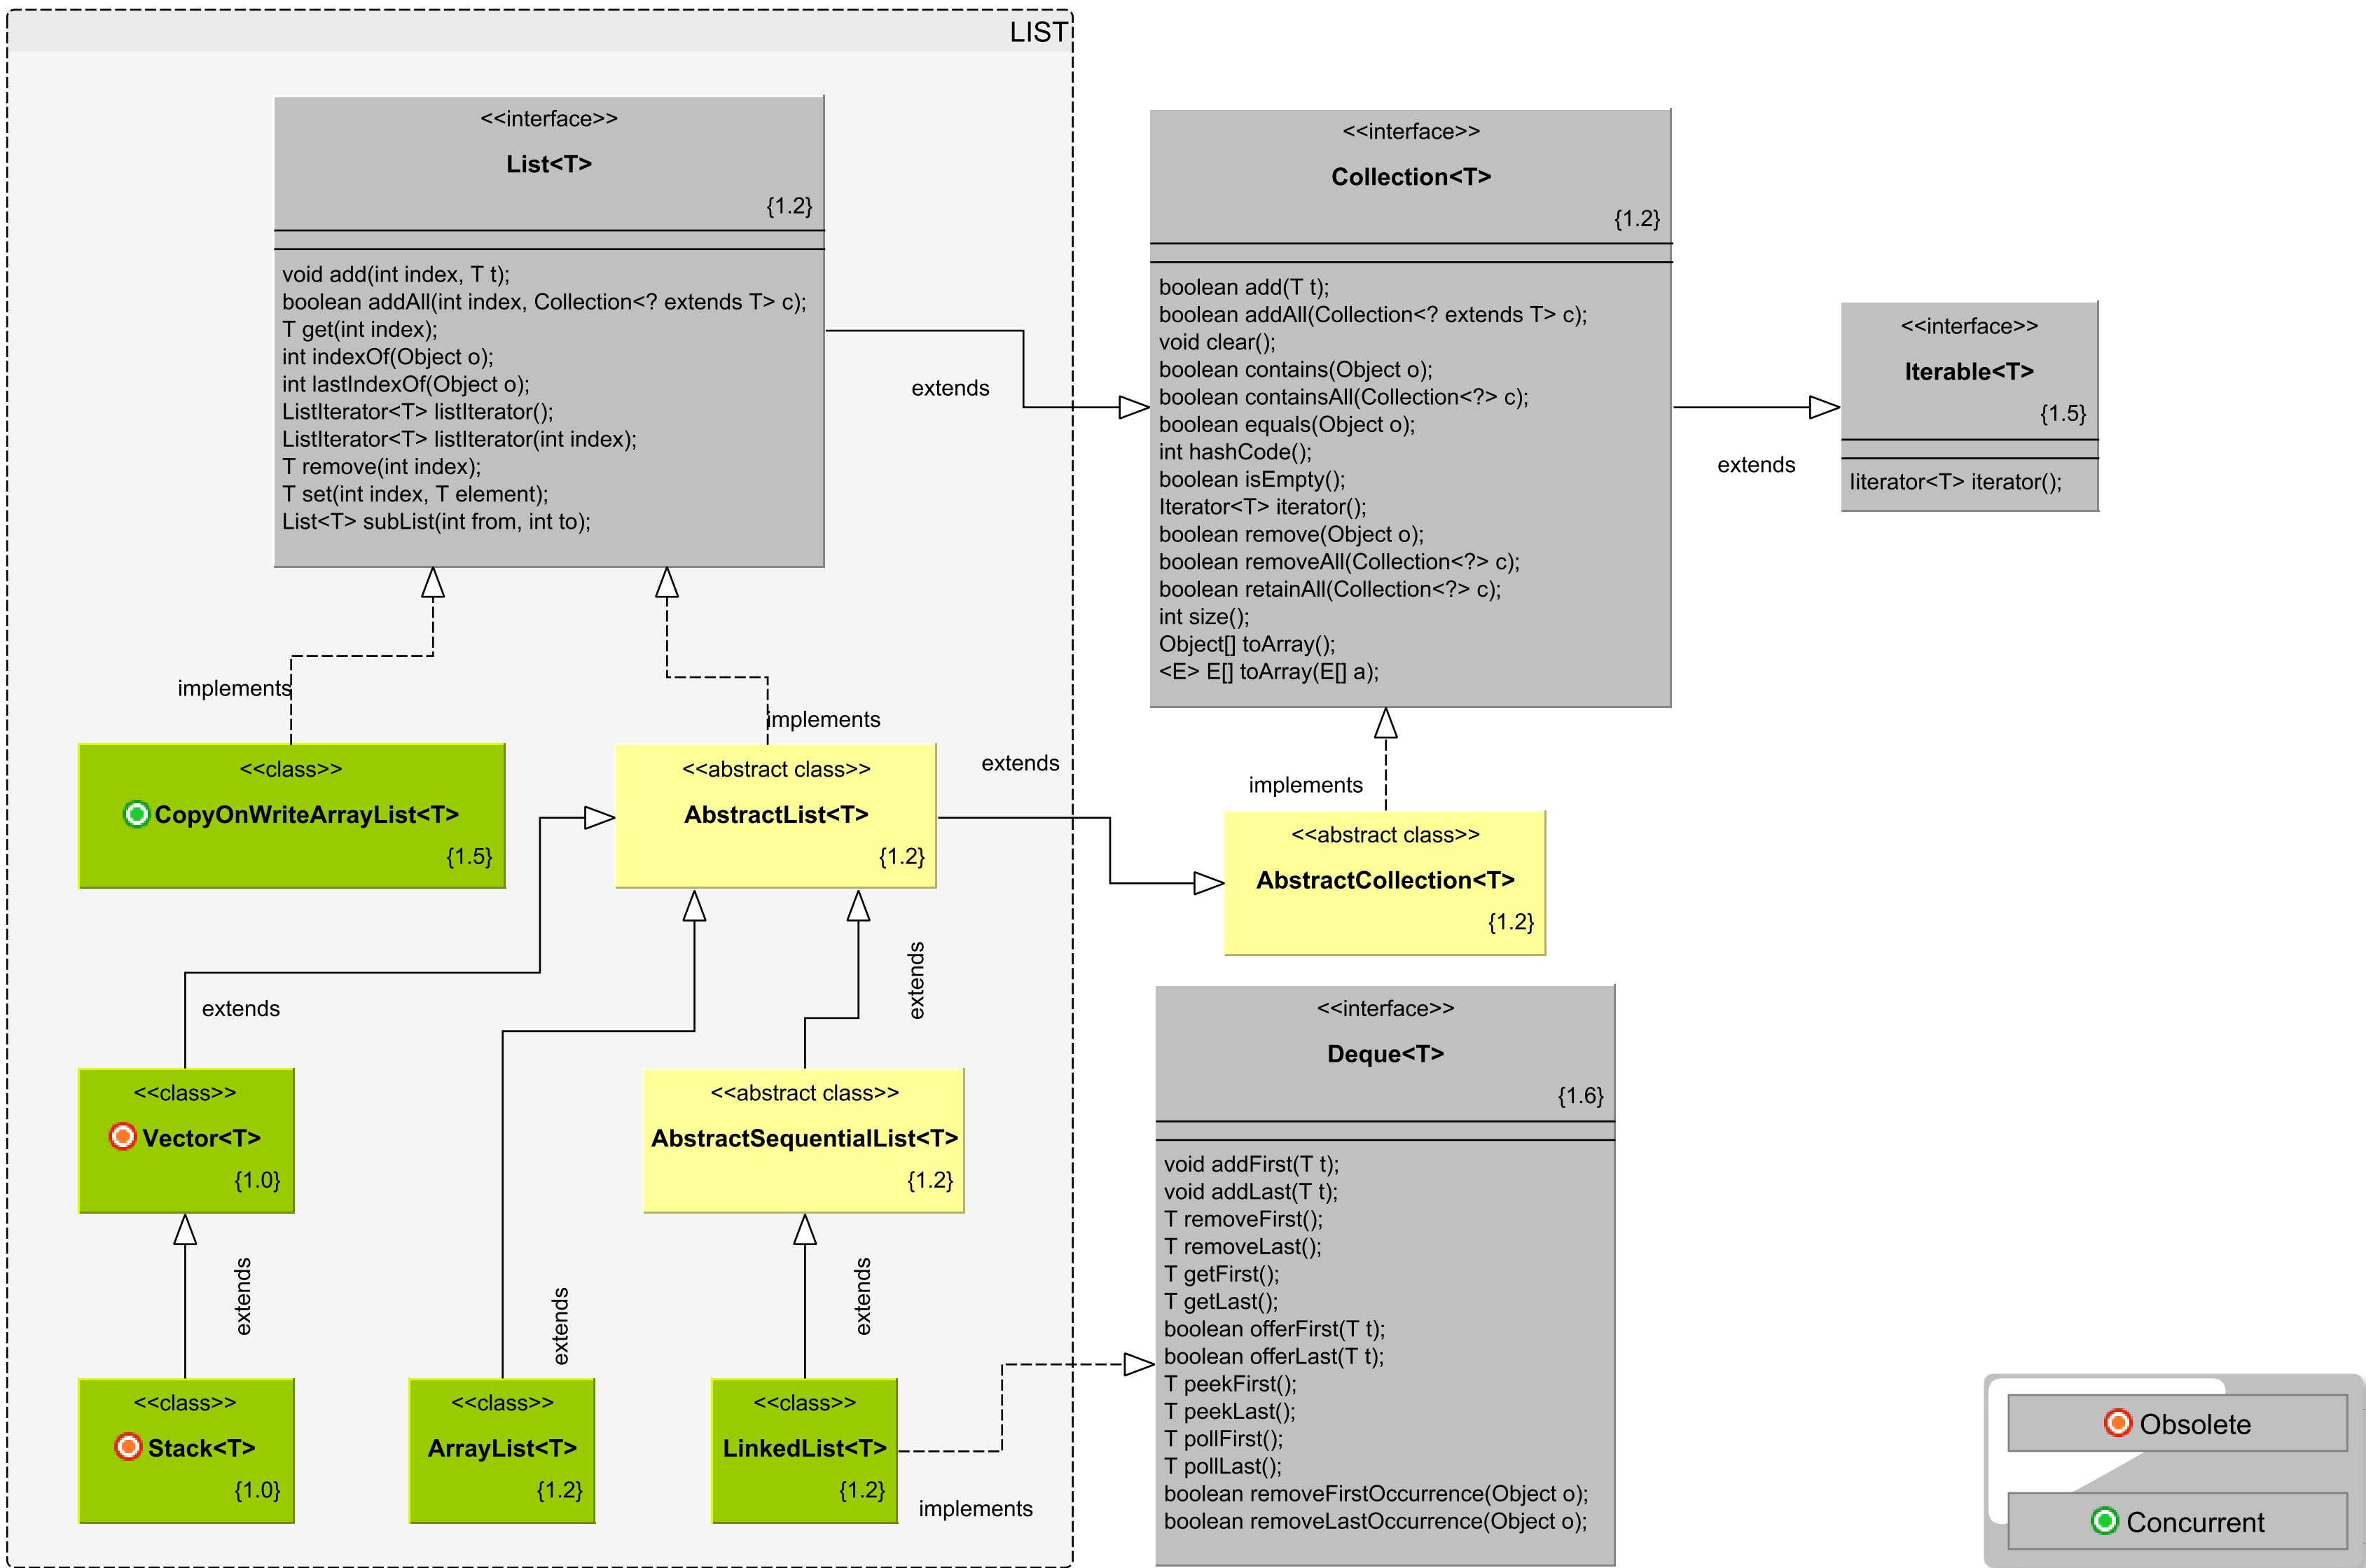 LIST
<<interface>>
List<T>
{1.2}
void add(int index, T t);
boolean addAll(int index, Collection<? extends T> c);
T get(int index);
int indexOf(Object o);
int lastIndexOf(Object o);
ListIterator<T> listIterator();
ListIterator<T> listIterator(int index);
T remove(int index);
T set(int index, T element);
List<T> subList(int from, int to);
extends
<<interface>>
Collection<T>
{1.2}
boolean add(T t);
boolean addAll(Collection<? extends T> c);
void clear();
boolean contains(Object o);
boolean containsAll(Collection<?> c);
boolean equals(Object o);
int hashCode();
boolean isEmpty();
Iterator<T> iterator();
boolean remove(Object o);
boolean removeAll(Collection<?> c);
boolean retainAll(Collection<?> c);
int size();
Object[] toArray();
<E> E[] toArray(E[] a);
extends
<<interface>>
Iterable<T>
{1.5}
Iiterator<T> iterator();
implements
implements
extends
implements
<<class>>
CopyOnWriteArrayList<T>
{1.5}
<<abstract class>>
AbstractList<T>
{1.2}
<<abstract class>>
AbstractCollection<T>
{1.2}
extends
extends
<<class>>
Vector<T>
{1.0}
<<abstract class>>
AbstractSequentialList<T>
{1.2}
<<interface>>
Deque<T>
{1.6}
void addFirst(T t);
void addLast(T t);
T removeFirst();
T removeLast();
T getFirst();
T getLast();
boolean offerFirst(T t);
boolean offerLast(T t);
T peekFirst();
T peekLast();
T pollFirst();
T pollLast();
boolean removeFirstOccurrence(Object o);
boolean removeLastOccurrence(Object o);
extends
extends
extends
<<class>>
Stack<T>
{1.0}
<<class>>
ArrayList<T>
{1.2}
<<class>>
LinkedList<T>
{1.2}
implements
Obsolete
Concurrent